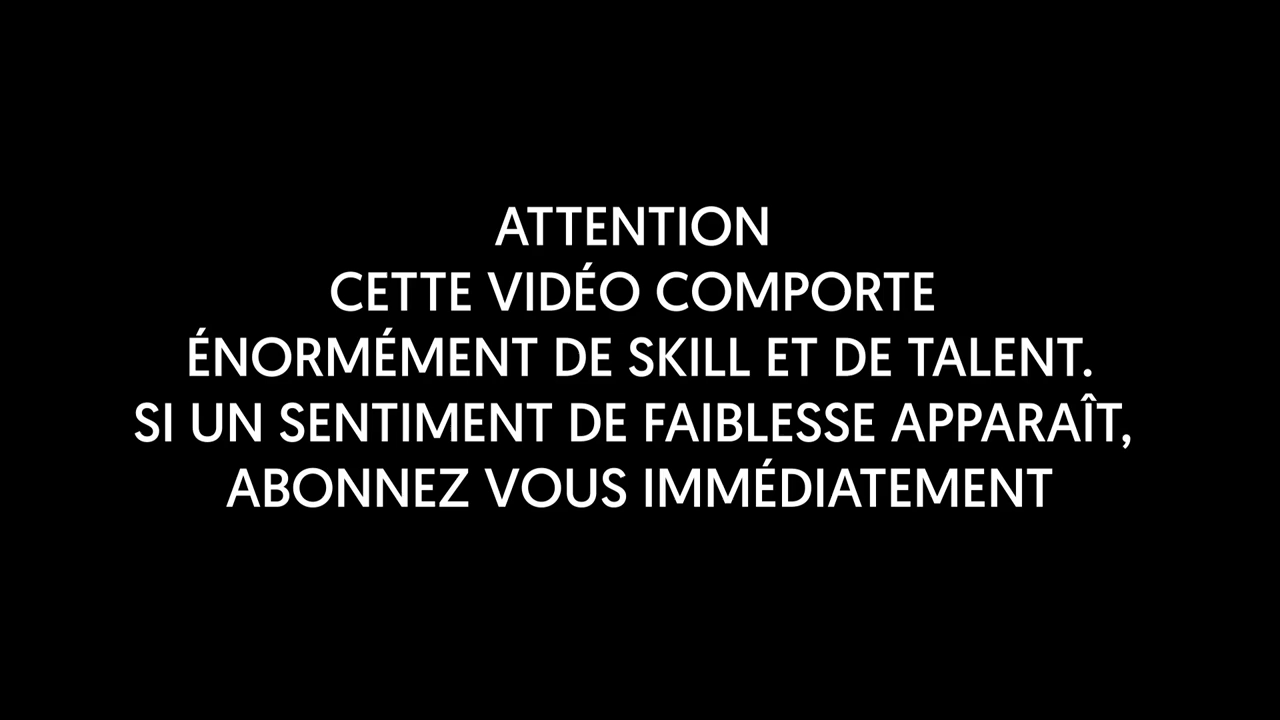 ATTENTION
CETTE VIDÉO COMPORTE
ÉNORMÉMENT DE SKILL ET DE TALENT.
SI UN SENTIMENT DE FAIBLESSE APPARAÎT,
ABONNEZ VOUS IMMÉDIATEMENT